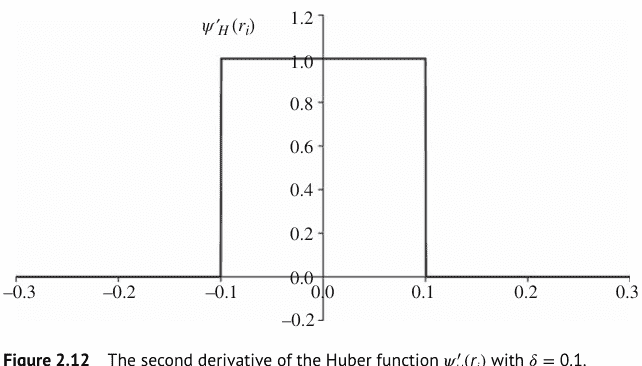 ψ′H(ri)
1.2
1.0
0.8
0.6
0.4
0.2
0.0
–0.3 –0.2 –0.1 0.0 0.1 0.2 0.3
–0.2
Figure 2.12 The second derivative of the Huber function ψ′.(ri) with δ = 0.1.